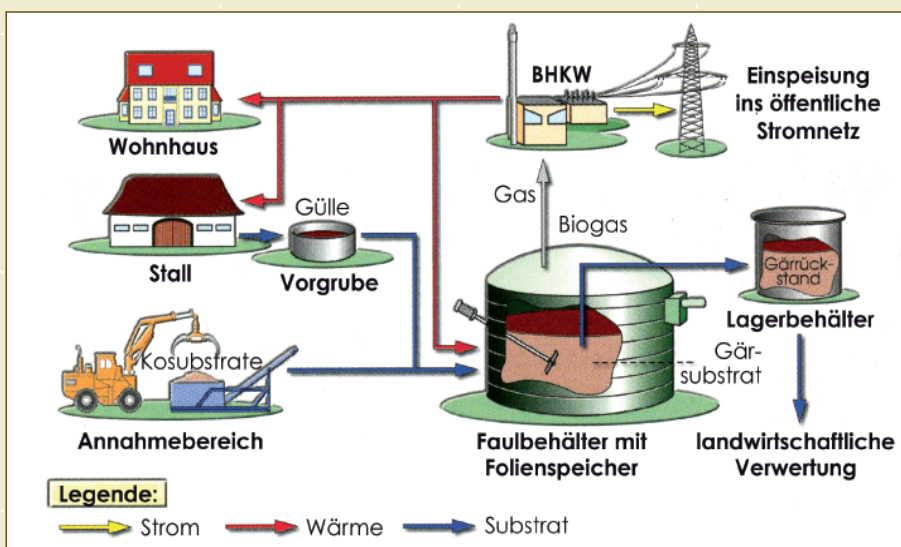 BHKW
Einspeisung
ins öffentliche
Stromnetz
Wohnhaus
Gas
Biogas
Gülle
Stall
Vorgrube
Gärrück-
stand
Lagerbehälter
Kosubstrate
Gär-
substrat
Annahmebereich
Faulbehälter mit
Folienspeicher
landwirtschaftliche
Verwertung
Legende:
Strom
Wärme
Substrat